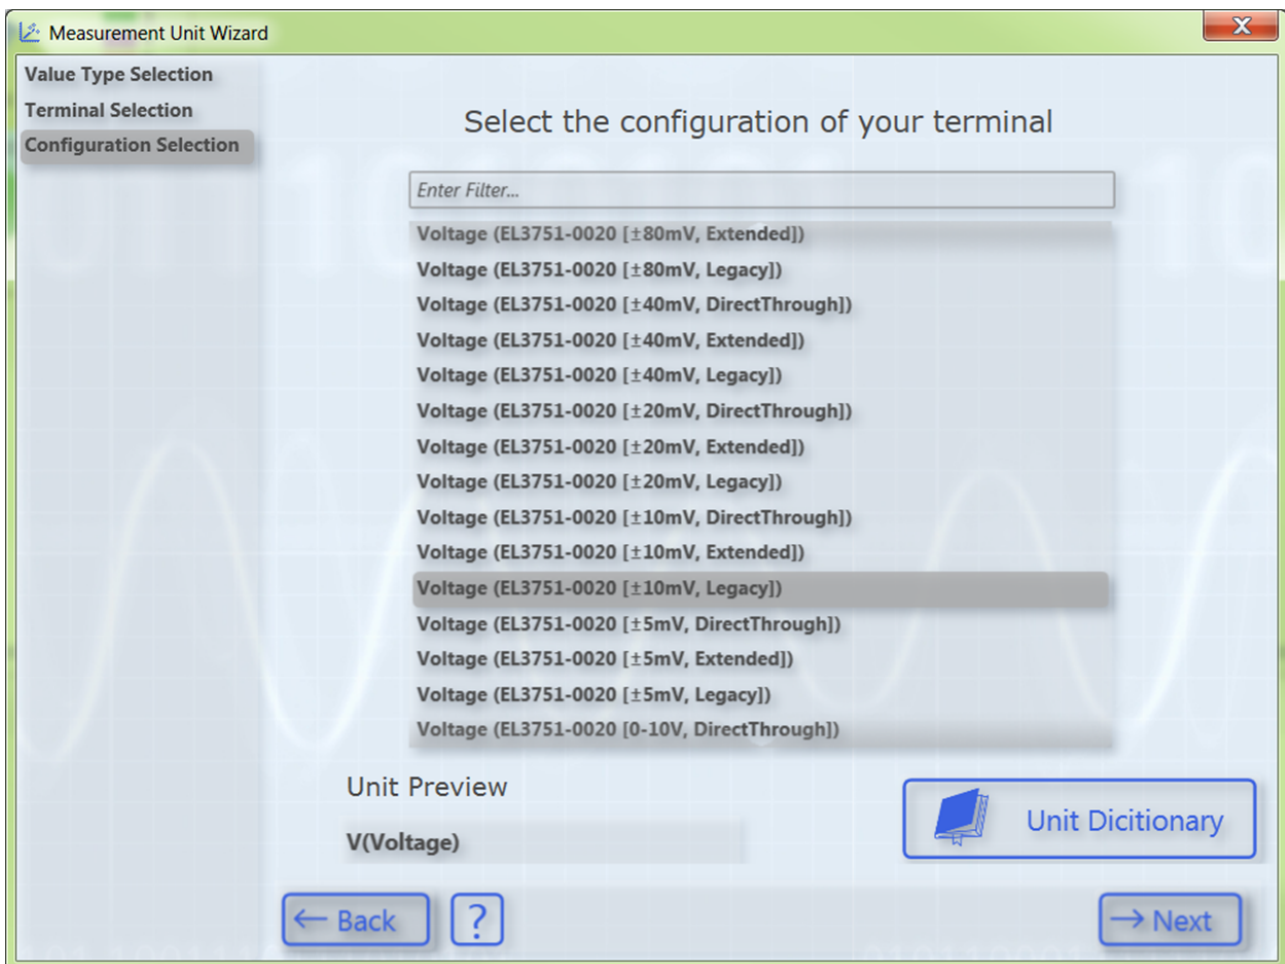 Measurement Unit Wizard
X
Value Type Selection
Terminal Selection
Configuration Selection
Select the configuration of your terminal
Enter Filter...
Voltage (EL3751-0020 [±80mV, Extended])
Voltage (EL3751-0020 [±80mV, Legacy])
Voltage (EL3751-0020 [±40mV, DirectThrough])
Voltage (EL3751-0020 [±40mV, Extended])
Voltage (EL3751-0020 [±40mV, Legacy])
Voltage (EL3751-0020 [±20mV, DirectThrough])
Voltage (EL3751-0020 [±20mV, Extended])
Voltage (EL3751-0020 [±20mV, Legacy])
Voltage (EL3751-0020 [±10mV, DirectThrough])
Voltage (EL3751-0020 [±10mV, Extended])
Voltage (EL3751-0020 [±10mV, Legacy])
Voltage (EL3751-0020 [±5mV, DirectThrough])
Voltage (EL3751-0020 [±5mV, Extended])
Voltage (EL3751-0020 [±5mV, Legacy])
Voltage (EL3751-0020 [0-10V, DirectThrough])
Unit Preview
V(Voltage)
Unit Dicitionary
← Back
?
→ Next